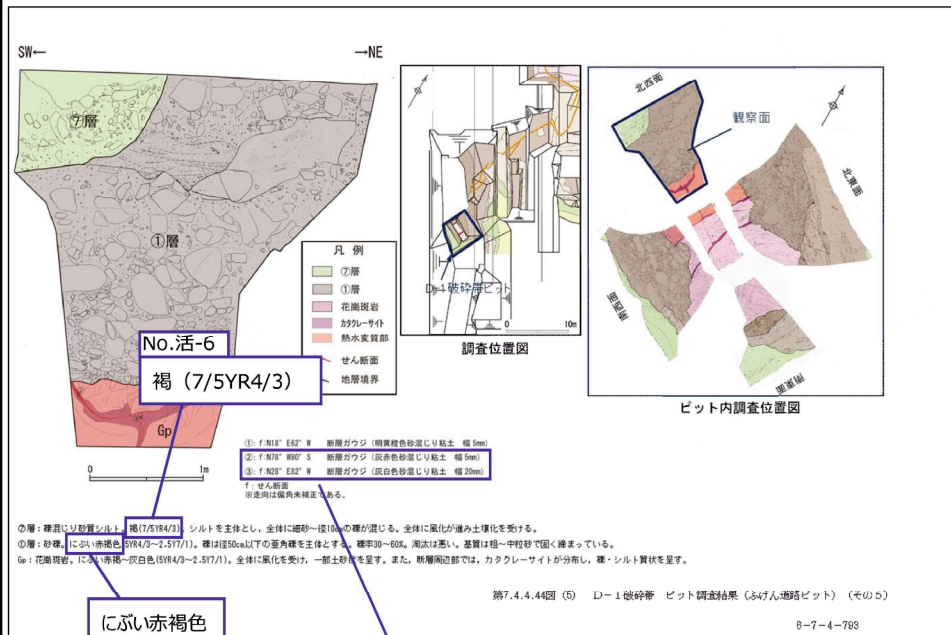 SW← →NE
⑦層
①層
Gp
0 1m
No.活-6
褐（7/5YR4/3）
凡 例
⑦層
①層
花崗斑岩
カタクレーサイト
熱水変質部
せん断面
地層境界
D-1破砕帯ピット
0 10m
調査位置図
北西面
観察面
北東面
南西面
南東面
ピット内調査位置図
①: f:N18° E62° W 断層ガウジ（明黄橙色砂混じり粘土 幅5mm）
②: f:N78° W80° S 断層ガウジ（灰赤色砂混じり粘土 幅5mm）
③: f:N28° E82° W 断層ガウジ（灰白色砂混じり粘土 幅20mm）
f：せん断面
※走向は偏角未補正である。
⑦層：礫混じり砂質シルト。褐(7/5YR4/3)。シルトを主体とし，全体に細砂～径10cmの礫が混じる。全体に風化が進み土壌化を受ける。
①層：砂礫。にぶい赤褐色(5YR4/3～2.5Y7/1)。礫は径50cm以下の亜角礫を主体とする。礫率30～60%。淘汰は悪い。基質は粗～中粒砂で固く締まっている。
Gp：花崗斑岩。にぶい赤褐～灰白色(5YR4/3～2.5Y7/1)。全体に風化を受け，一部土砂状を呈す。また，断層周辺部では，カタクレーサイトが分布し，礫・シルト質状を呈す。
にぶい赤褐色
第7.4.4.44図 (5) D－1破砕帯 ピット調査結果（ふげん道路ピット）（その5）
6-7-4-793